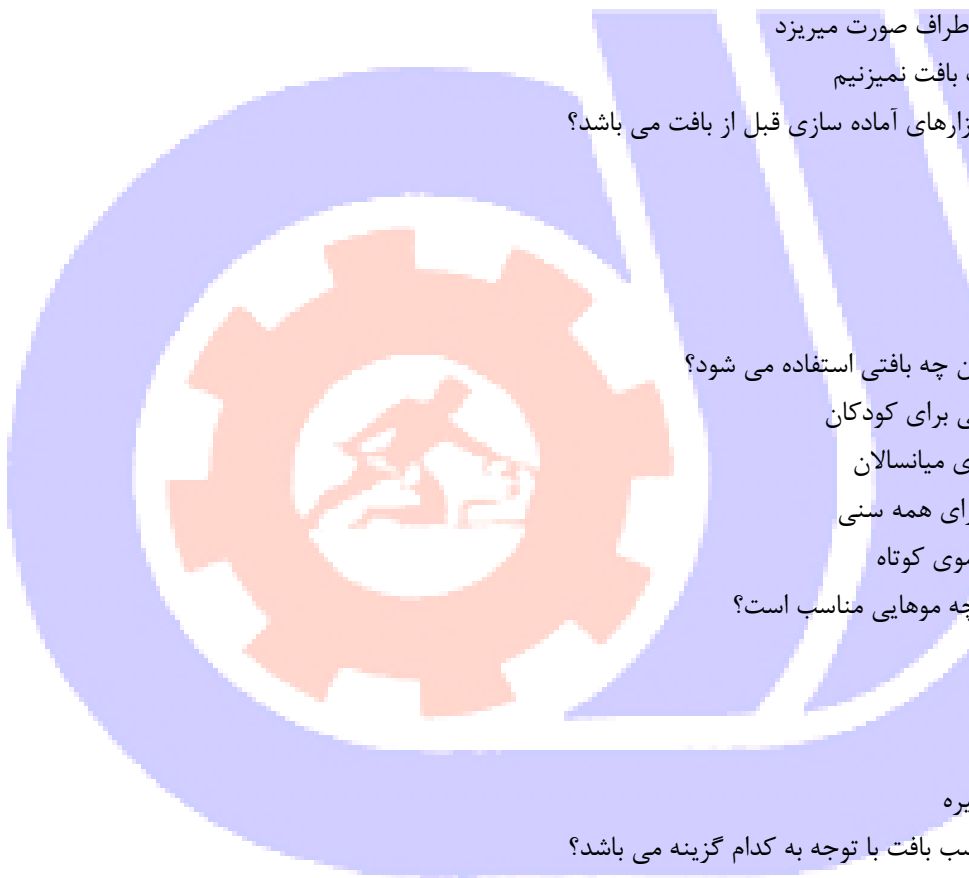 طراف صورت میریزد
بافت نمیزنیم
زارهای آماده سازی قبل از بافت می باشد؟
ن چه بافتی استفاده می شود؟
ی برای کودکان
ی میانسالان
رای همه سنی
موی کوتاه
چه موهایی مناسب است؟
یره
سب بافت با توجه به کدام گزینه می باشد؟